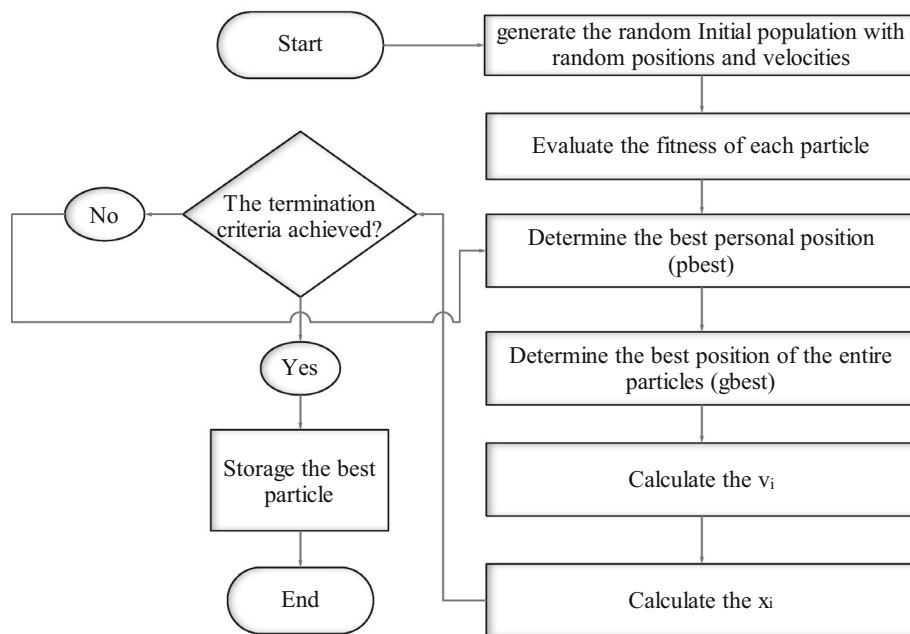 Start
generate the random Initial population with
random positions and velocities
Evaluate the fitness of each particle
Determine the best personal position
(pbest)
Determine the best position of the entire
particles (gbest)
Calculate the vᵢ
Calculate the xᵢ
The termination
criteria achieved?
No
Yes
Storage the best
particle
End